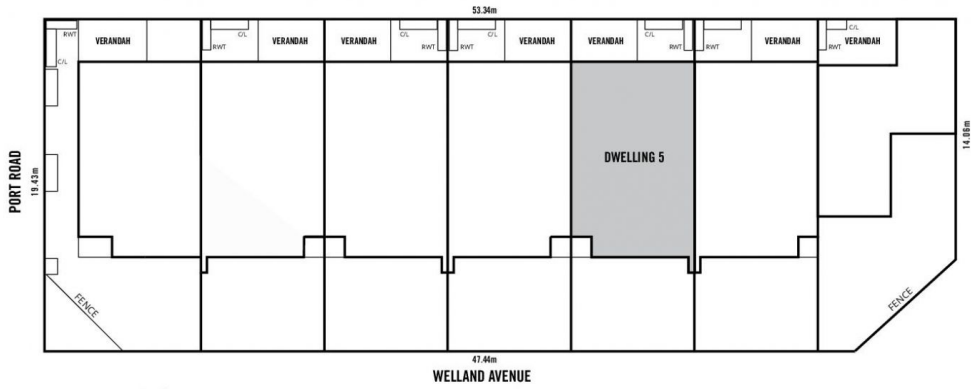 53.34m
RWT
VERANDAH
C/L
RWT
VERANDAH
VERANDAH
C/L
RWT
C/L
RWT
VERANDAH
VERANDAH
C/L
RWT
RWT
VERANDAH
C/L
RWT
VERANDAH
C/L
PORT ROAD
19.43m
DWELLING 5
14.06m
FENCE
FENCE
47.44m
WELLAND AVENUE